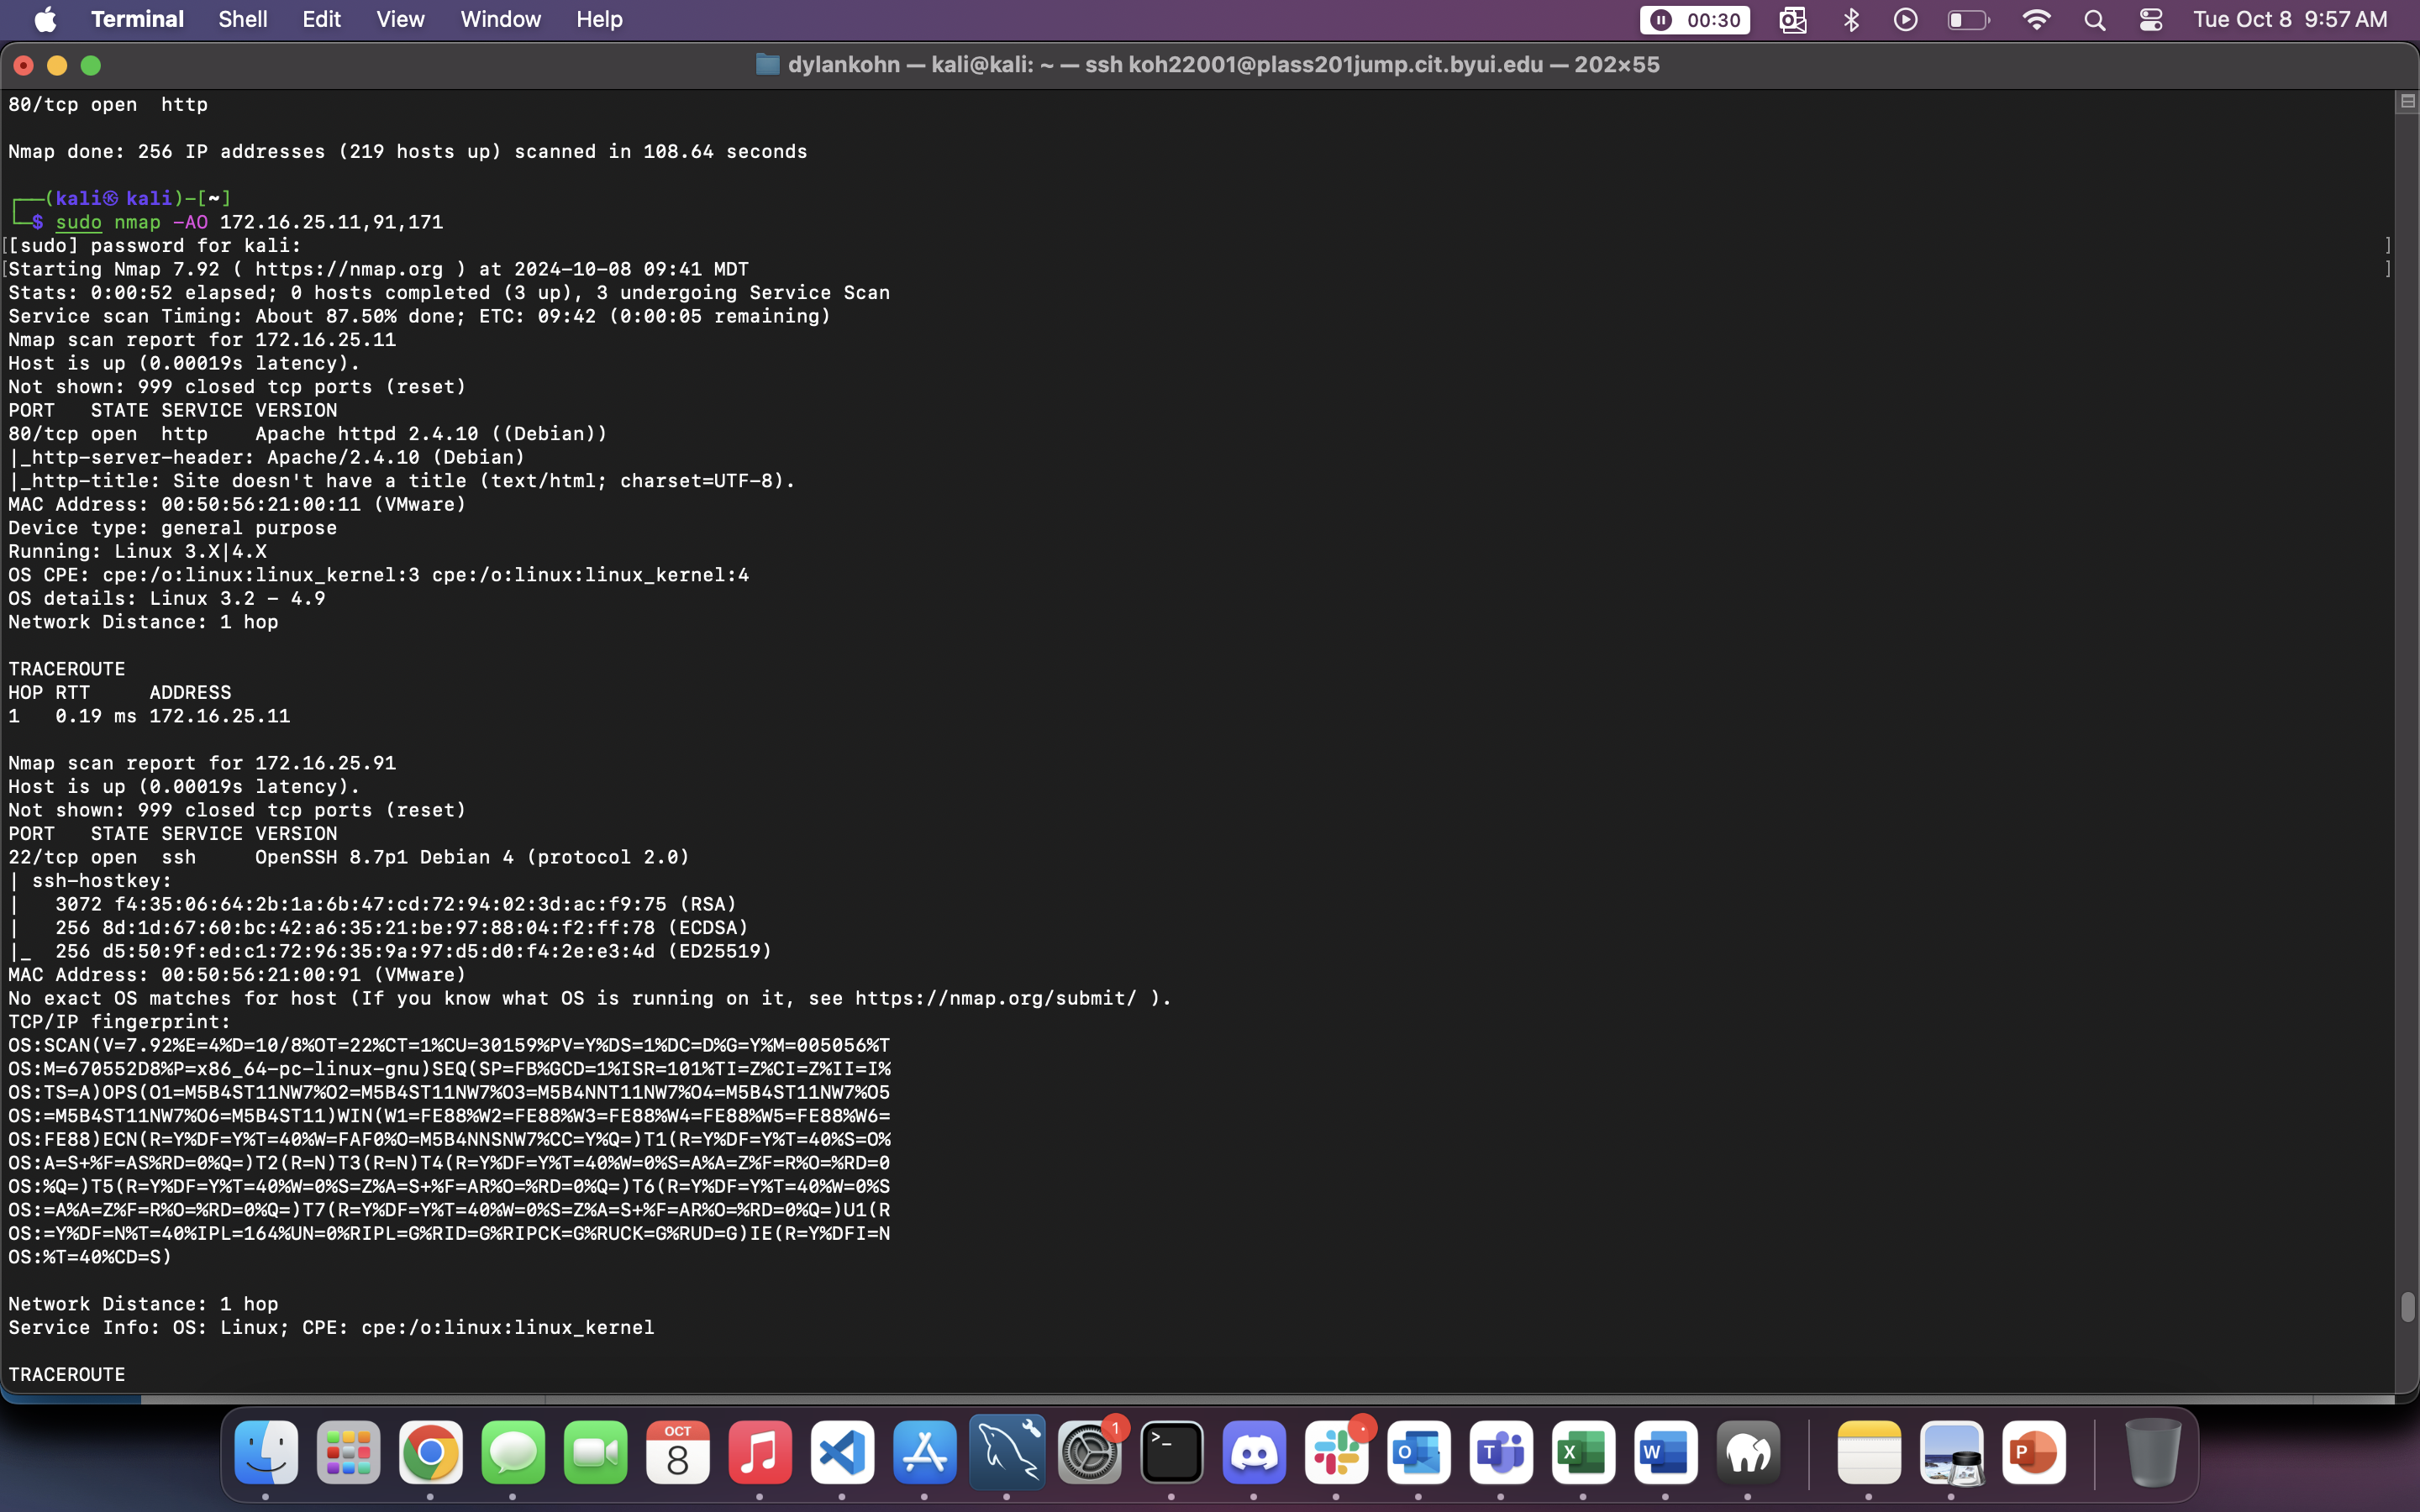 Terminal Shell Edit View Window Help 00:30 Tue Oct 8 9:57 AM
dylankohn — kali@kali: ~ — ssh koh22001@plass201jump.cit.byui.edu — 202×55
80/tcp open  http
Nmap done: 256 IP addresses (219 hosts up) scanned in 108.64 seconds
┌──(kali㉿kali)-[~]
└─$ sudo nmap -AO 172.16.25.11,91,171
[[sudo] password for kali: ]
[Starting Nmap 7.92 ( https://nmap.org ) at 2024-10-08 09:41 MDT ]
Stats: 0:00:52 elapsed; 0 hosts completed (3 up), 3 undergoing Service Scan
Service scan Timing: About 87.50% done; ETC: 09:42 (0:00:05 remaining)
Nmap scan report for 172.16.25.11
Host is up (0.00019s latency).
Not shown: 999 closed tcp ports (reset)
PORT   STATE SERVICE VERSION
80/tcp open  http    Apache httpd 2.4.10 ((Debian))
|_http-server-header: Apache/2.4.10 (Debian)
|_http-title: Site doesn't have a title (text/html; charset=UTF-8).
MAC Address: 00:50:56:21:00:11 (VMware)
Device type: general purpose
Running: Linux 3.X|4.X
OS CPE: cpe:/o:linux:linux_kernel:3 cpe:/o:linux:linux_kernel:4
OS details: Linux 3.2 - 4.9
Network Distance: 1 hop
TRACEROUTE
HOP RTT     ADDRESS
1   0.19 ms 172.16.25.11
Nmap scan report for 172.16.25.91
Host is up (0.00019s latency).
Not shown: 999 closed tcp ports (reset)
PORT   STATE SERVICE VERSION
22/tcp open  ssh     OpenSSH 8.7p1 Debian 4 (protocol 2.0)
| ssh-hostkey:
|   3072 f4:35:06:64:2b:1a:6b:47:cd:72:94:02:3d:ac:f9:75 (RSA)
|   256 8d:1d:67:60:bc:42:a6:35:21:be:97:88:04:f2:ff:78 (ECDSA)
|_  256 d5:50:9f:ed:c1:72:96:35:9a:97:d5:d0:f4:2e:e3:4d (ED25519)
MAC Address: 00:50:56:21:00:91 (VMware)
No exact OS matches for host (If you know what OS is running on it, see https://nmap.org/submit/ ).
TCP/IP fingerprint:
OS:SCAN(V=7.92%E=4%D=10/8%OT=22%CT=1%CU=30159%PV=Y%DS=1%DC=D%G=Y%M=005056%T
OS:M=670552D8%P=x86_64-pc-linux-gnu)SEQ(SP=FB%GCD=1%ISR=101%TI=Z%CI=Z%II=I%
OS:TS=A)OPS(O1=M5B4ST11NW7%O2=M5B4ST11NW7%O3=M5B4NNT11NW7%O4=M5B4ST11NW7%O5
OS:=M5B4ST11NW7%O6=M5B4ST11)WIN(W1=FE88%W2=FE88%W3=FE88%W4=FE88%W5=FE88%W6=
OS:FE88)ECN(R=Y%DF=Y%T=40%W=FAF0%O=M5B4NNSNW7%CC=Y%Q=)T1(R=Y%DF=Y%T=40%S=O%
OS:A=S+%F=AS%RD=0%Q=)T2(R=N)T3(R=N)T4(R=Y%DF=Y%T=40%W=0%S=A%A=Z%F=R%O=%RD=0
OS:%Q=)T5(R=Y%DF=Y%T=40%W=0%S=Z%A=S+%F=AR%O=%RD=0%Q=)T6(R=Y%DF=Y%T=40%W=0%S
OS:=A%A=Z%F=R%O=%RD=0%Q=)T7(R=Y%DF=Y%T=40%W=0%S=Z%A=S+%F=AR%O=%RD=0%Q=)U1(R
OS:=Y%DF=N%T=40%IPL=164%UN=0%RIPL=G%RID=G%RIPCK=G%RUCK=G%RUD=G)IE(R=Y%DFI=N
OS:%T=40%CD=S)
Network Distance: 1 hop
Service Info: OS: Linux; CPE: cpe:/o:linux:linux_kernel
TRACEROUTE
OCT
8
1
>_
O
T
X
W
P